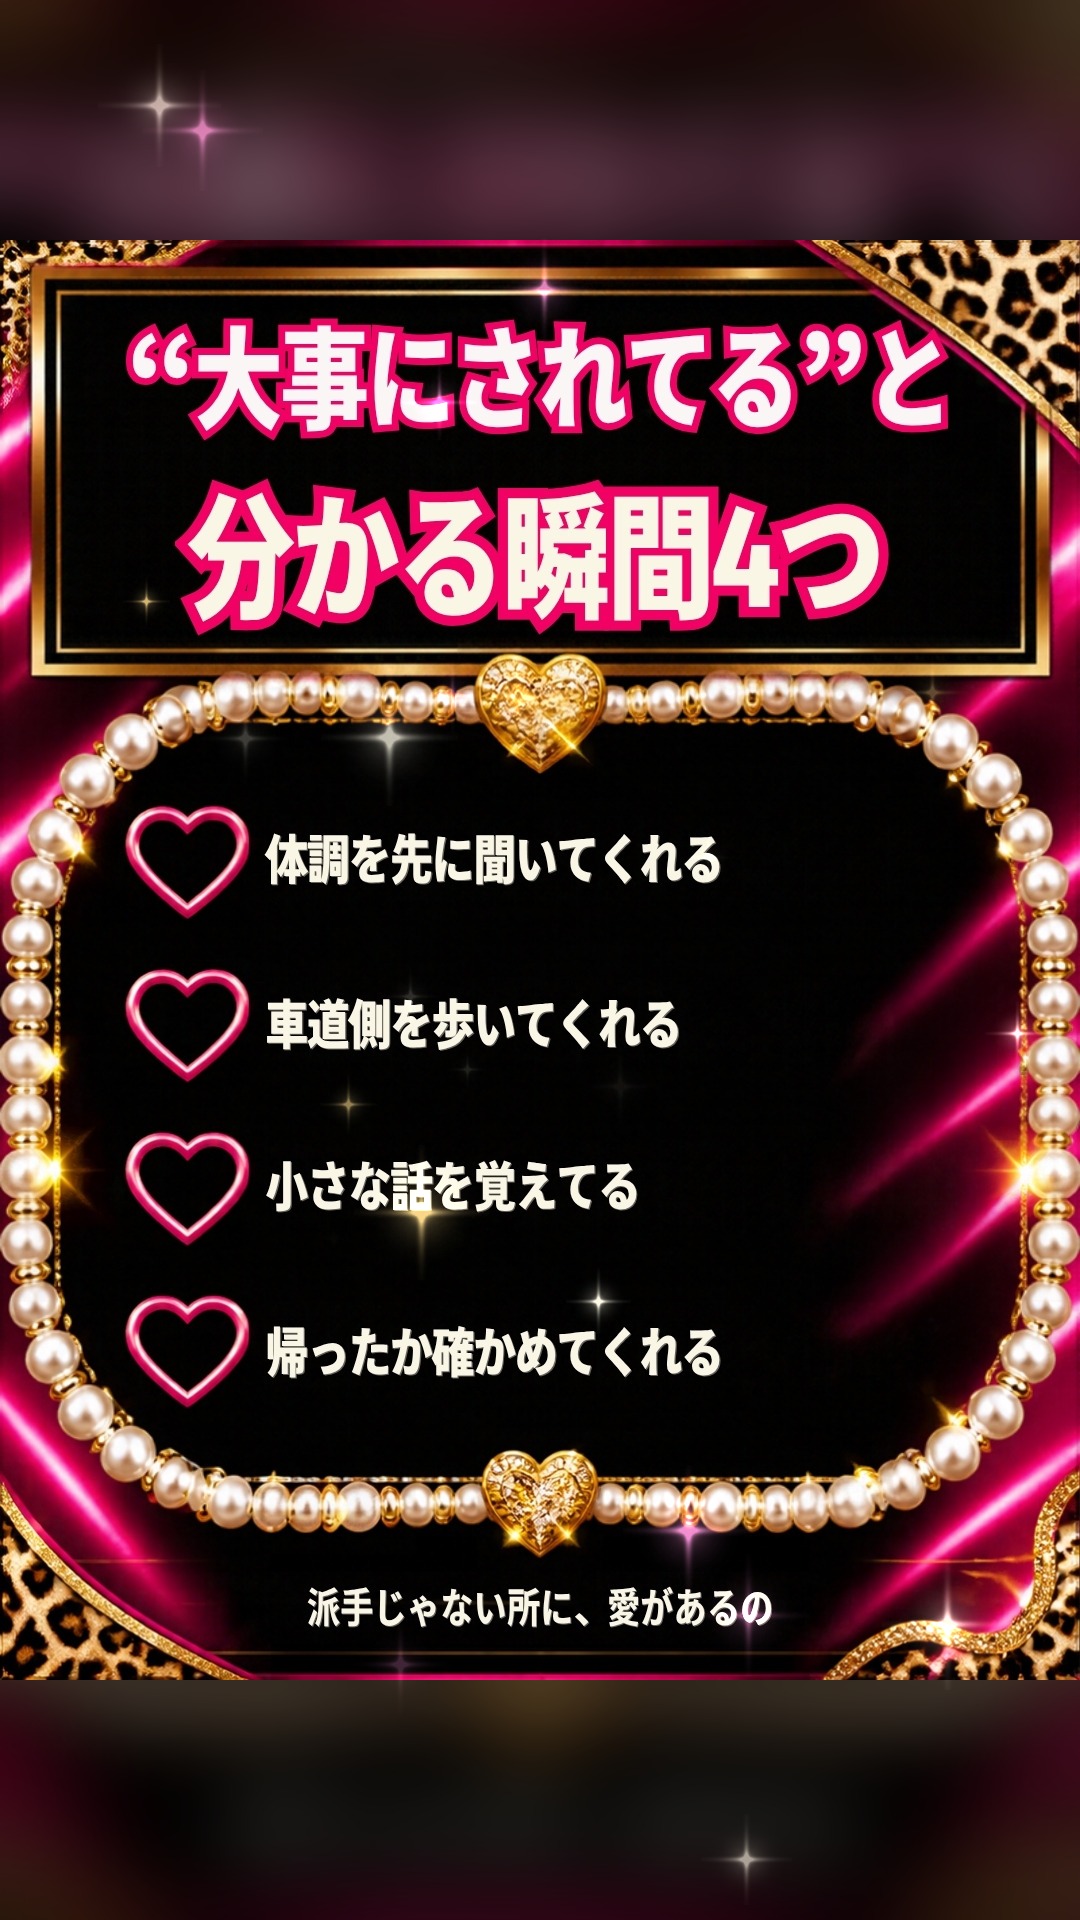 “大事にされてる”と
分かる瞬間4つ
体調を先に聞いてくれる
車道側を歩いてくれる
小さな話を覚えてる
帰ったか確かめてくれる
派手じゃない所に、愛があるの